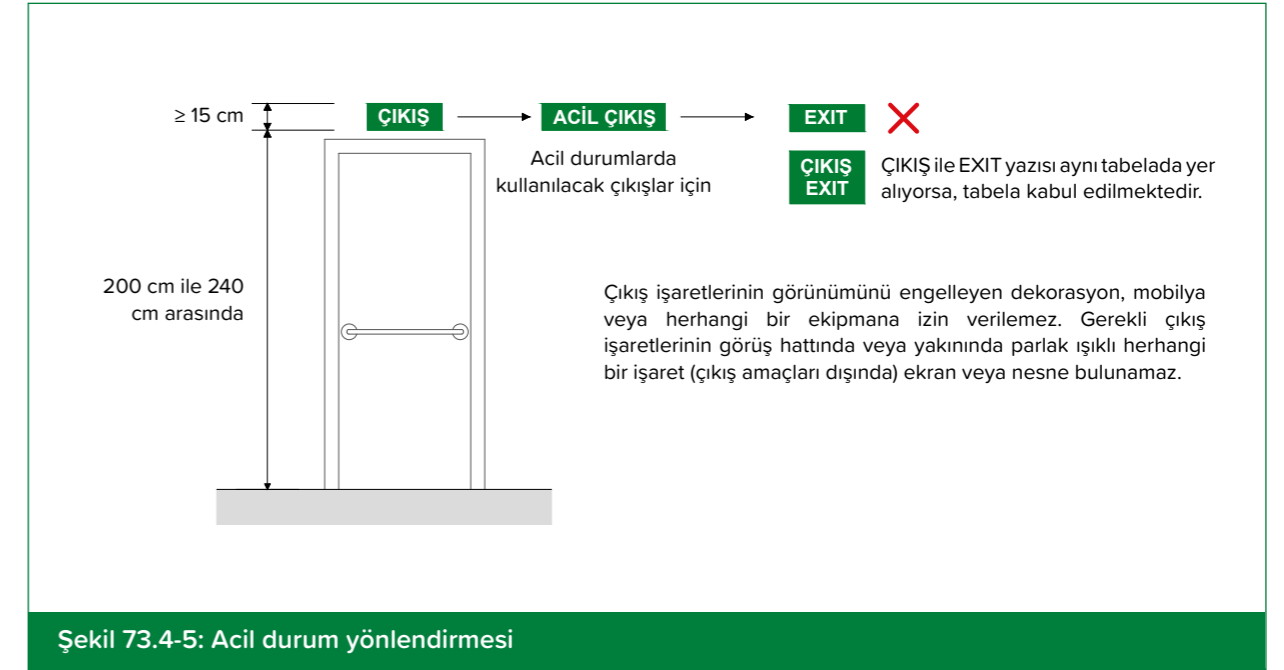 ≥ 15 cm
ÇIKIŞ
ACİL ÇIKIŞ
EXIT
Acil durumlarda
kullanılacak çıkışlar için
ÇIKIŞ
EXIT
ÇIKIŞ ile EXIT yazısı aynı tabelada yer
alıyorsa, tabela kabul edilmektedir.
200 cm ile 240
cm arasında
Çıkış işaretlerinin görünümünü engelleyen dekorasyon, mobilya
veya herhangi bir ekipmana izin verilemez. Gerekli çıkış
işaretlerinin görüş hattında veya yakınında parlak ışıklı herhangi
bir işaret (çıkış amaçları dışında) ekran veya nesne bulunamaz.
Şekil 73.4-5: Acil durum yönlendirmesi